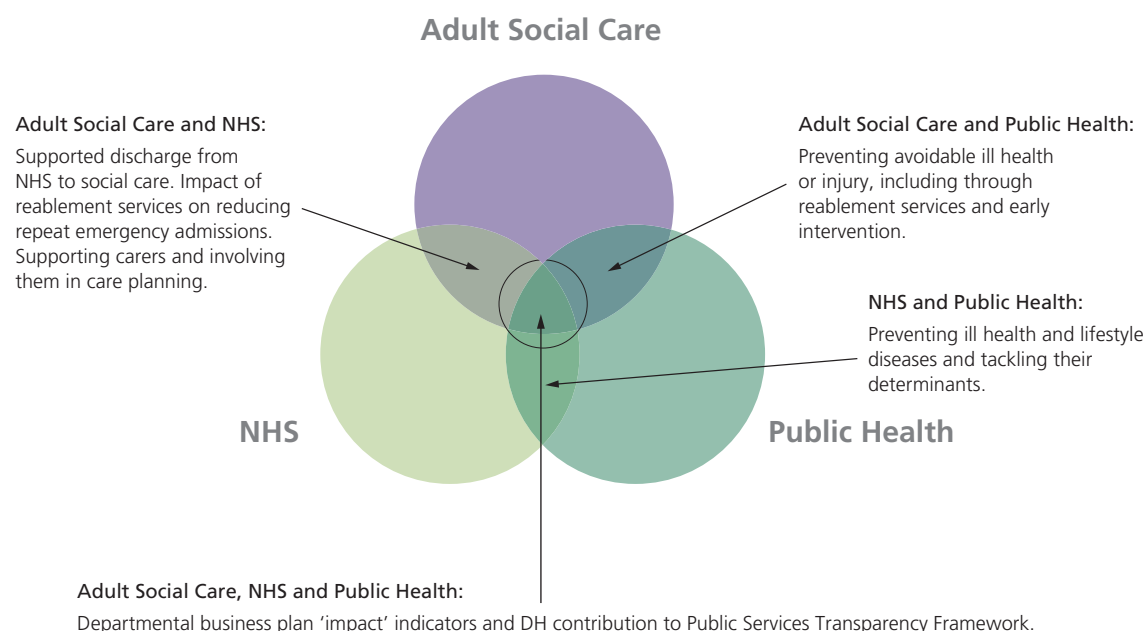 Adult Social Care
Adult Social Care and NHS:
Supported discharge from
NHS to social care. Impact of
reablement services on reducing
repeat emergency admissions.
Supporting carers and involving
them in care planning.
Adult Social Care and Public Health:
Preventing avoidable ill health
or injury, including through
reablement services and early
intervention.
NHS and Public Health:
Preventing ill health and lifestyle
diseases and tackling their
determinants.
NHS
Public Health
Adult Social Care, NHS and Public Health:
Departmental business plan ‘impact’ indicators and DH contribution to Public Services Transparency Framework.